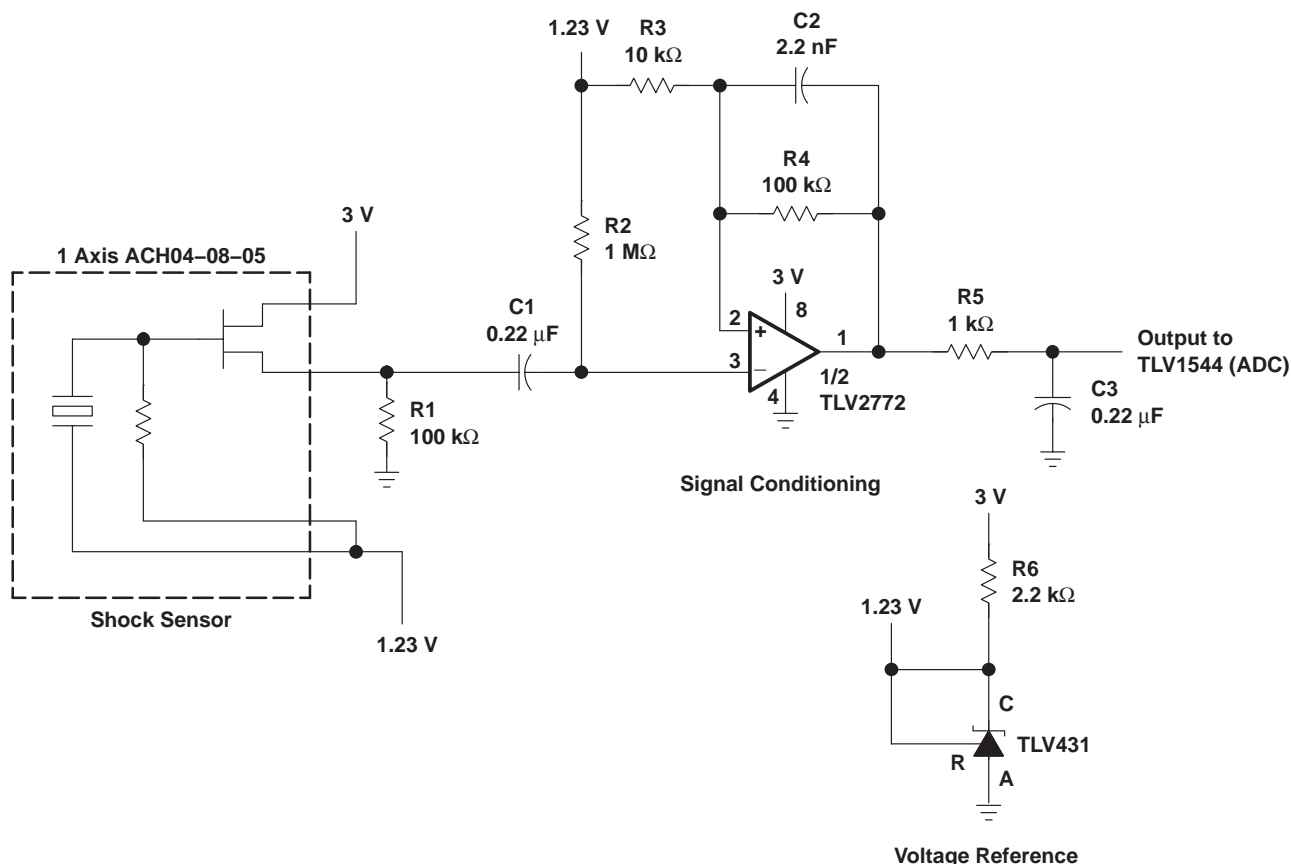 1.23 V
R3
10 kΩ
C2
2.2 nF
R4
100 kΩ
3 V
R2
1 MΩ
1 Axis ACH04–08–05
C1
0.22 μF
3 V
8
2
+
3
–
1
4
1/2
TLV2772
R5
1 kΩ
Output to
TLV1544 (ADC)
C3
0.22 μF
R1
100 kΩ
Signal Conditioning
Shock Sensor
1.23 V
3 V
R6
2.2 kΩ
1.23 V
C
TLV431
R
A
Voltage Reference